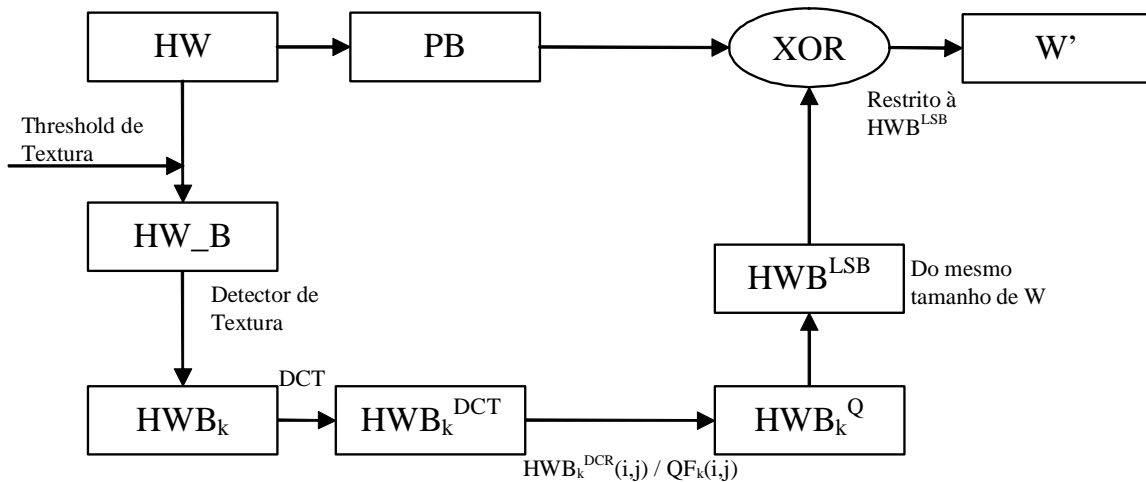 HW
PB
XOR
W’
Restrito à
HWB^LSB
Threshold de
Textura
HW_B
HWB^LSB
Do mesmo
tamanho de W
Detector de
Textura
DCT
HWB_k
HWB_k^DCT
HWB_k^Q
HWB_k^DCR(i,j) / QF_k(i,j)